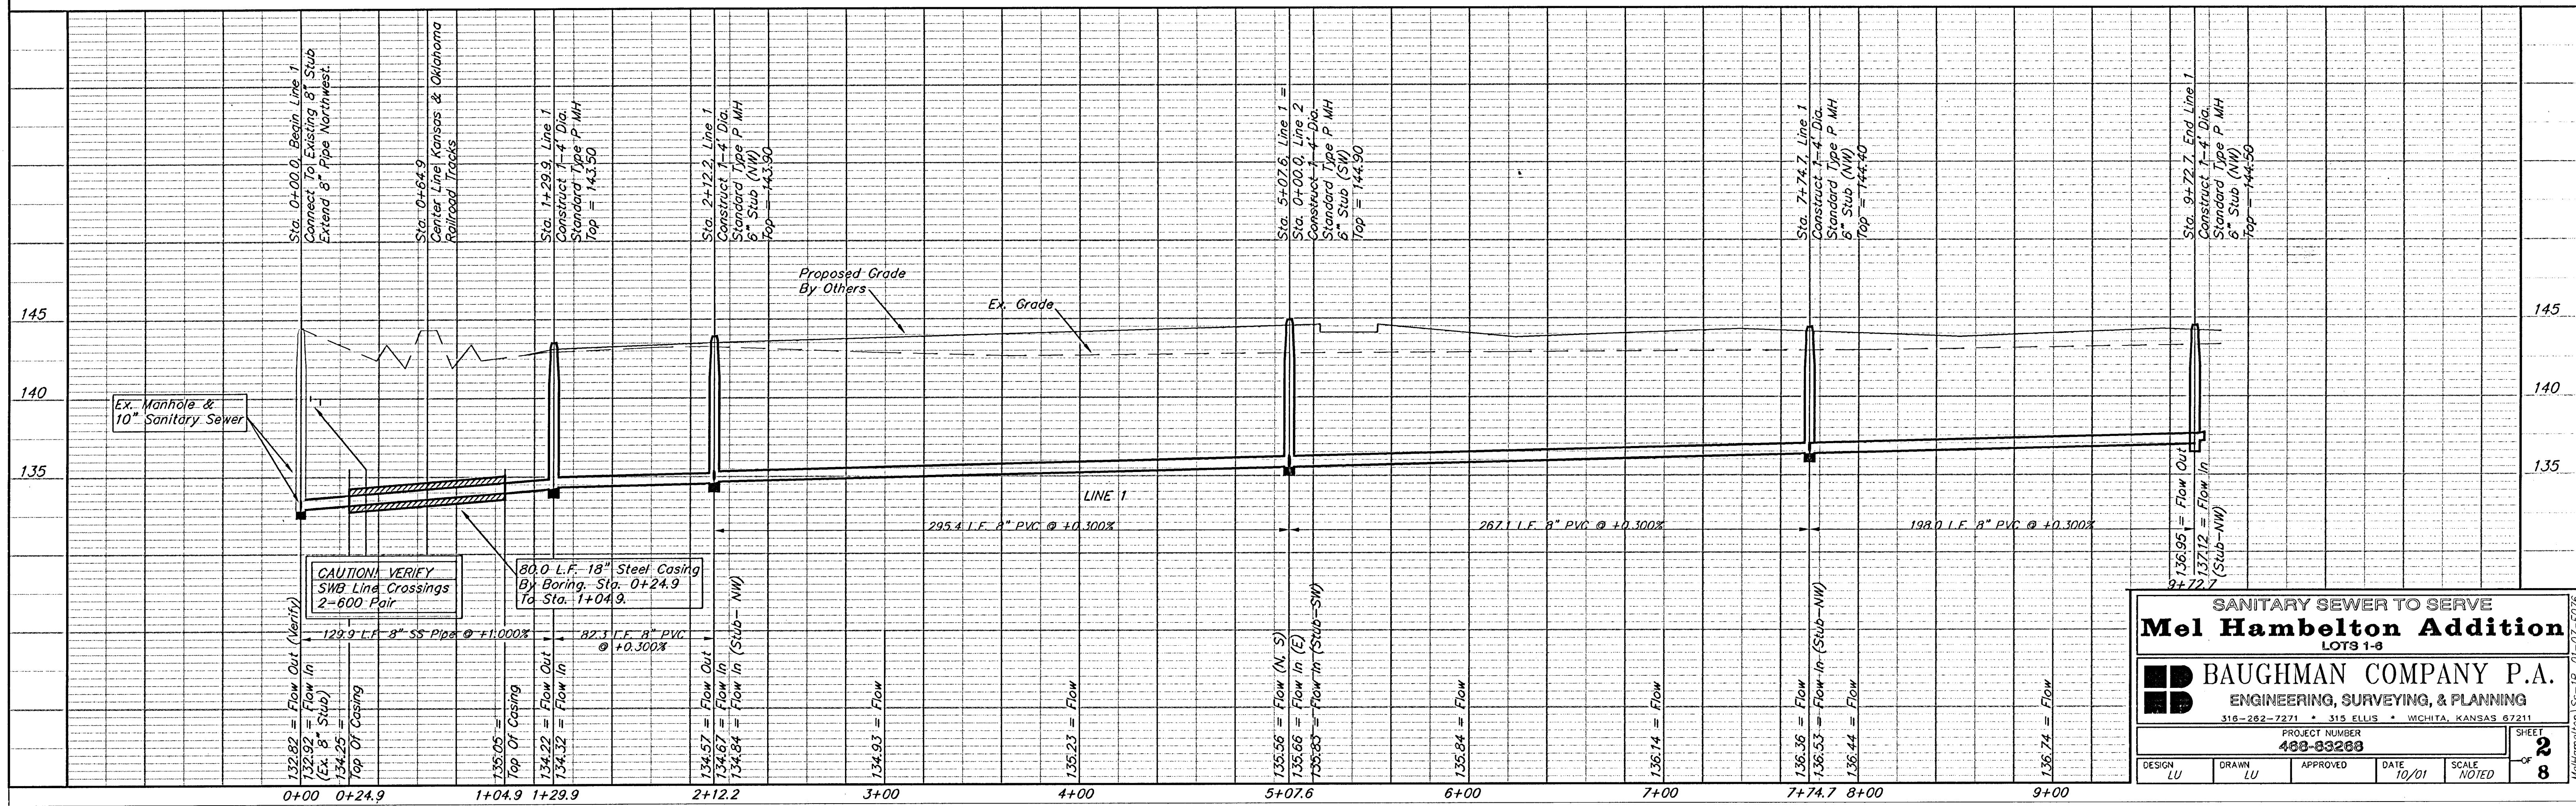 Sta. 0+00.0, Begin Line 1
Connect To Existing 8" Stub
Extend 8" Pipe Northwest.
Sta. 0+64.9
Center Line Kansas & Oklahoma
Railroad Tracks
Sta. 1+29.9, Line 1
Construct 1-4' Dia.
Standard Type P MH
Top = 143.50
Sta. 2+12.2, Line 1
Construct 1-4' Dia.
Standard Type P MH
6" Stub (NW)
Top = 143.90
Sta. 5+07.6, Line 1 =
Sta. 0+00.0, Line 2
Construct 1-4' Dia.
Standard Type P MH
6" Stub (SW)
Top = 144.90
Sta. 7+74.7, Line 1
Construct 1-4' Dia.
Standard Type P MH
6" Stub (NW)
Top = 144.40
Sta. 9+72.7, End Line 1
Construct 1-4' Dia.
Standard Type P MH
6" Stub (NW)
Top = 144.50
Proposed Grade
By Others
Ex. Grade
145
145
140
140
135
135
Ex. Manhole &
10" Sanitary Sewer
LINE 1
295.4 L.F. 8" PVC @ +0.300%
267.1 L.F. 8" PVC @ +0.300%
198.0 L.F. 8" PVC @ +0.300%
CAUTION! VERIFY
SWB Line Crossings
2-600 Pair
80.0 L.F. 18" Steel Casing
By Boring. Sta. 0+24.9
To Sta. 1+04.9.
129.9 L.F. 8" SS Pipe @ +1.000%
82.3 L.F. 8" PVC
@ +0.300%
132.82 = Flow Out (Verify)
132.92 = Flow In
(Ex. 8" Stub)
134.25 =
Top Of Casing
135.05 =
Top Of Casing
134.22 = Flow Out
134.32 = Flow In
134.57 = Flow Out
134.67 = Flow In
134.84 = Flow In (Stub- NW)
134.93 = Flow
135.23 = Flow
135.56 = Flow (N, S)
135.66 = Flow In (E)
135.83 = Flow In (Stub-SW)
135.84 = Flow
136.14 = Flow
136.36 = Flow
136.53 = Flow In (Stub-NW)
136.44 = Flow
136.74 = Flow
136.95 = Flow Out
137.12 = Flow In
(Stub-NW)
9+72.7
0+00 0+24.9 1+04.9 1+29.9 2+12.2 3+00 4+00 5+07.6 6+00 7+00 7+74.7 8+00 9+00
SANITARY SEWER TO SERVE
Mel Hambelton Addition
LOTS 1-6
BAUGHMAN COMPANY P.A.
ENGINEERING, SURVEYING, & PLANNING
316-262-7271 * 315 ELLIS * WICHITA, KANSAS 67211
PROJECT NUMBER
468-83268
SHEET
2
OF
8
DESIGN LU
DRAWN LU
APPROVED
DATE 10/01
SCALE NOTED